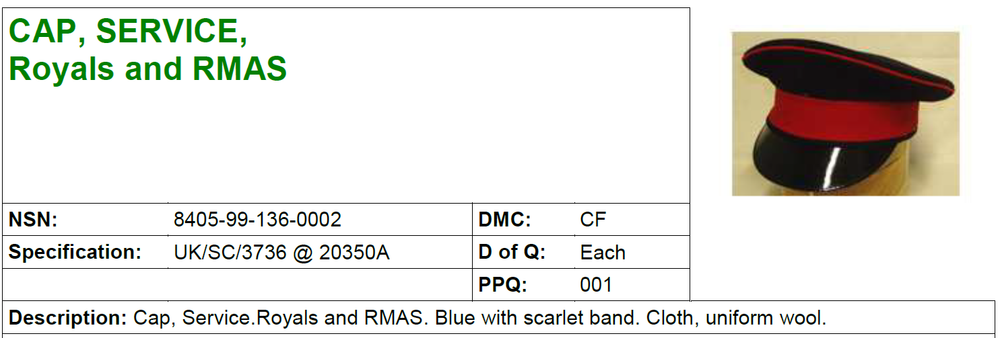 CAP, SERVICE,
Royals and RMAS
NSN: 8405-99-136-0002 DMC: CF
Specification: UK/SC/3736 @ 20350A D of Q: Each
PPQ: 001
Description: Cap, Service.Royals and RMAS. Blue with scarlet band. Cloth, uniform wool.